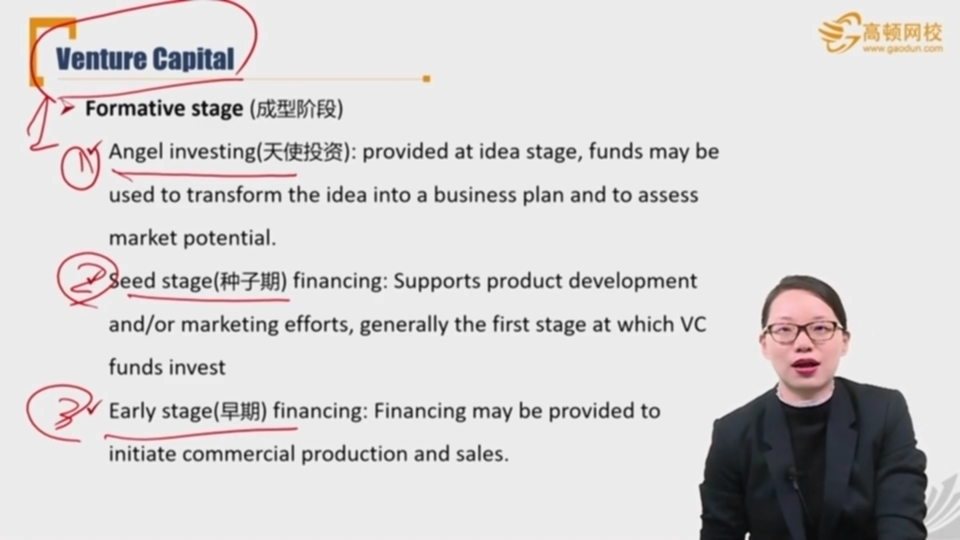 高顿网校
www.gaodun.com
Venture Capital
1
Formative stage (成型阶段)
1 Angel investing(天使投资): provided at idea stage, funds may be
used to transform the idea into a business plan and to assess
market potential.
2 Seed stage(种子期) financing: Supports product development
and/or marketing efforts, generally the first stage at which VC
funds invest
3 Early stage(早期) financing: Financing may be provided to
initiate commercial production and sales.